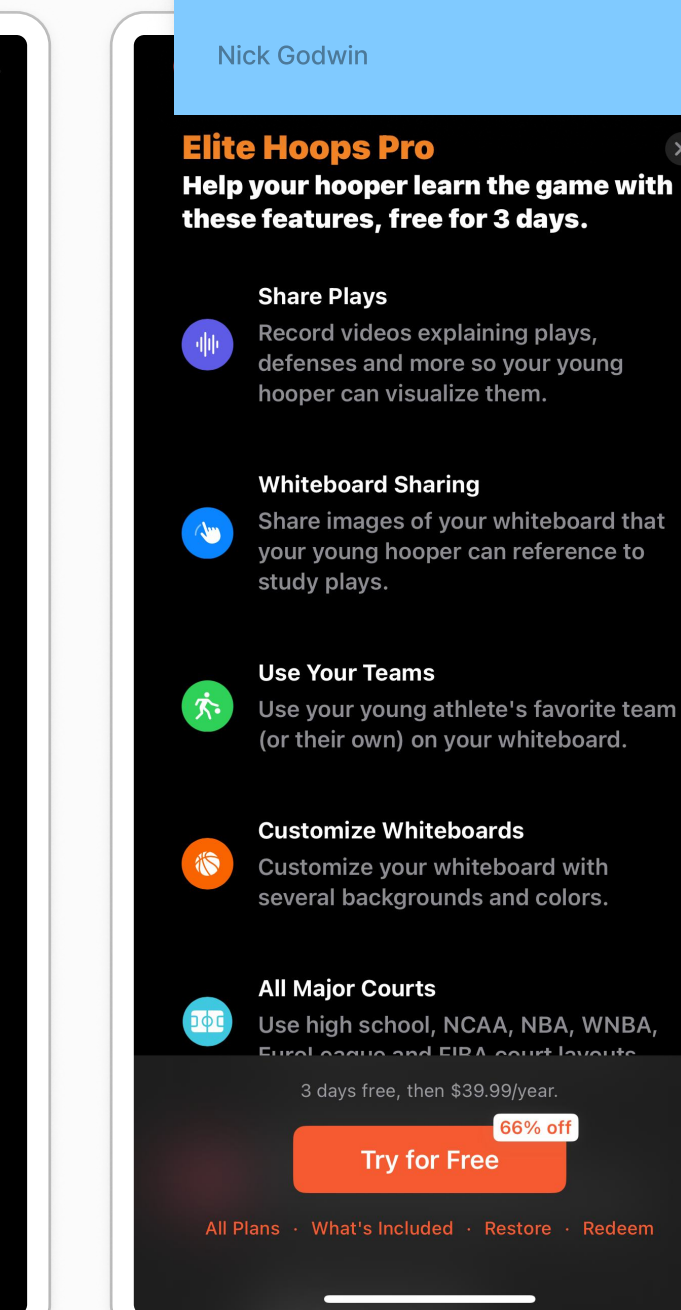 Nick Godwin
Elite Hoops Pro
Help your hooper learn the game with
these features, free for 3 days.
Share Plays
Record videos explaining plays,
defenses and more so your young
hooper can visualize them.
Whiteboard Sharing
Share images of your whiteboard that
your young hooper can reference to
study plays.
Use Your Teams
Use your young athlete's favorite team
(or their own) on your whiteboard.
Customize Whiteboards
Customize your whiteboard with
several backgrounds and colors.
All Major Courts
Use high school, NCAA, NBA, WNBA,
EuroLeague and FIBA court layouts
3 days free, then $39.99/year.
66% off
Try for Free
All Plans · What's Included · Restore · Redeem